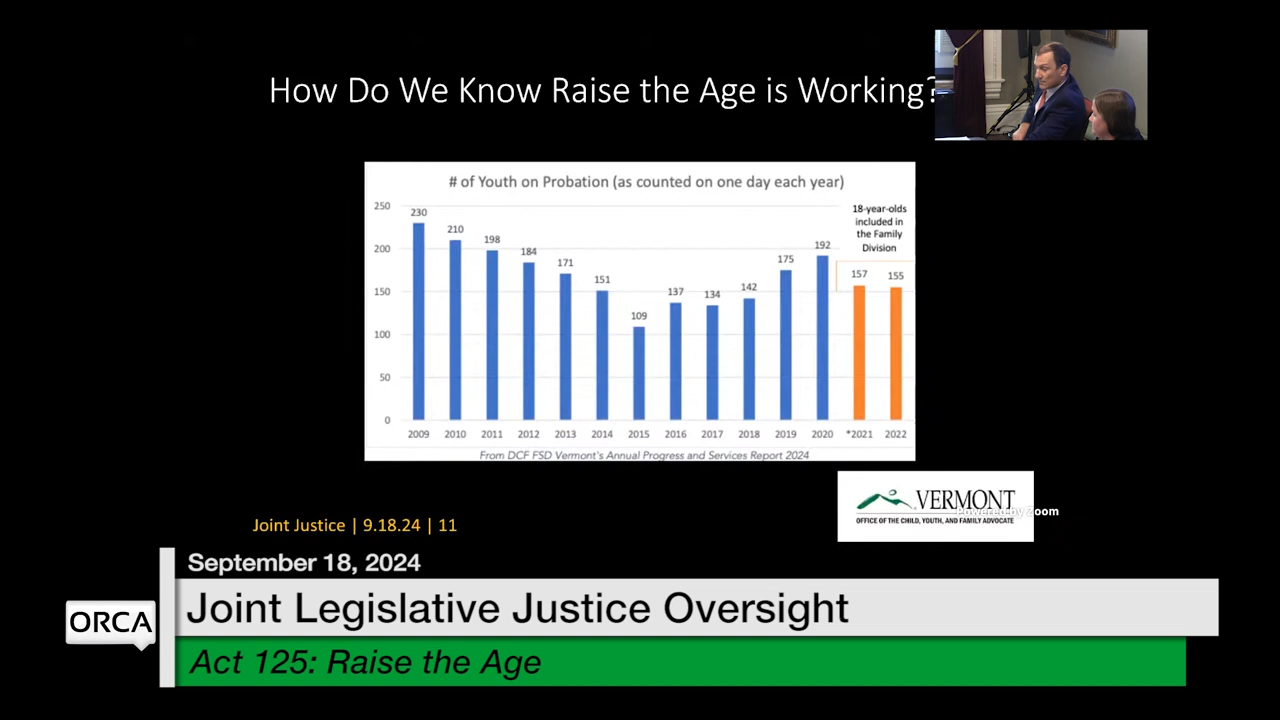 How Do We Know Raise the Age is Working?
# of Youth on Probation (as counted on one day each year)
250
200
150
100
50
0
230
210
198
184
171
151
109
137
134
142
175
192
157
155
18-year-olds
included in
the Family
Division
2009 2010 2011 2012 2013 2014 2015 2016 2017 2018 2019 2020 *2021 2022
From DCF FSD Vermont's Annual Progress and Services Report 2024
VERMONT
OFFICE OF THE CHILD, YOUTH, AND FAMILY ADVOCATE
Powered by Zoom
Joint Justice | 9.18.24 | 11
September 18, 2024
ORCA
Joint Legislative Justice Oversight
Act 125: Raise the Age